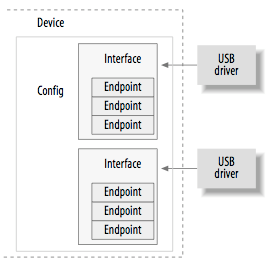 Device
Config
Interface
Endpoint
Endpoint
Endpoint
USB
driver
Interface
Endpoint
Endpoint
Endpoint
USB
driver